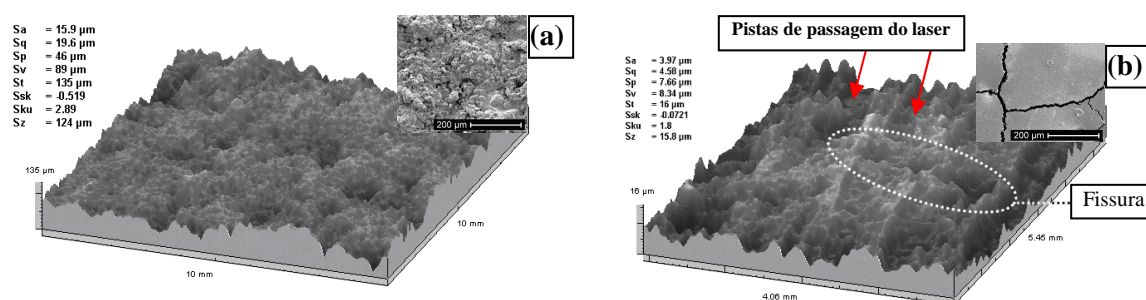 Sa = 15.9 µm
Sq = 19.6 µm
Sp = 46 µm
Sv = 89 µm
St = 135 µm
Ssk = -0.519
Sku = 2.89
Sz = 124 µm
(a)
200 µm
135 µm
10 mm
10 mm
Pistas de passagem do laser
Sa = 3.97 µm
Sq = 4.58 µm
Sp = 7.66 µm
Sv = 8.34 µm
St = 16 µm
Ssk = -0.0721
Sku = 1.8
Sz = 15.8 µm
(b)
200 µm
16 µm
Fissura
5.45 mm
4.06 mm